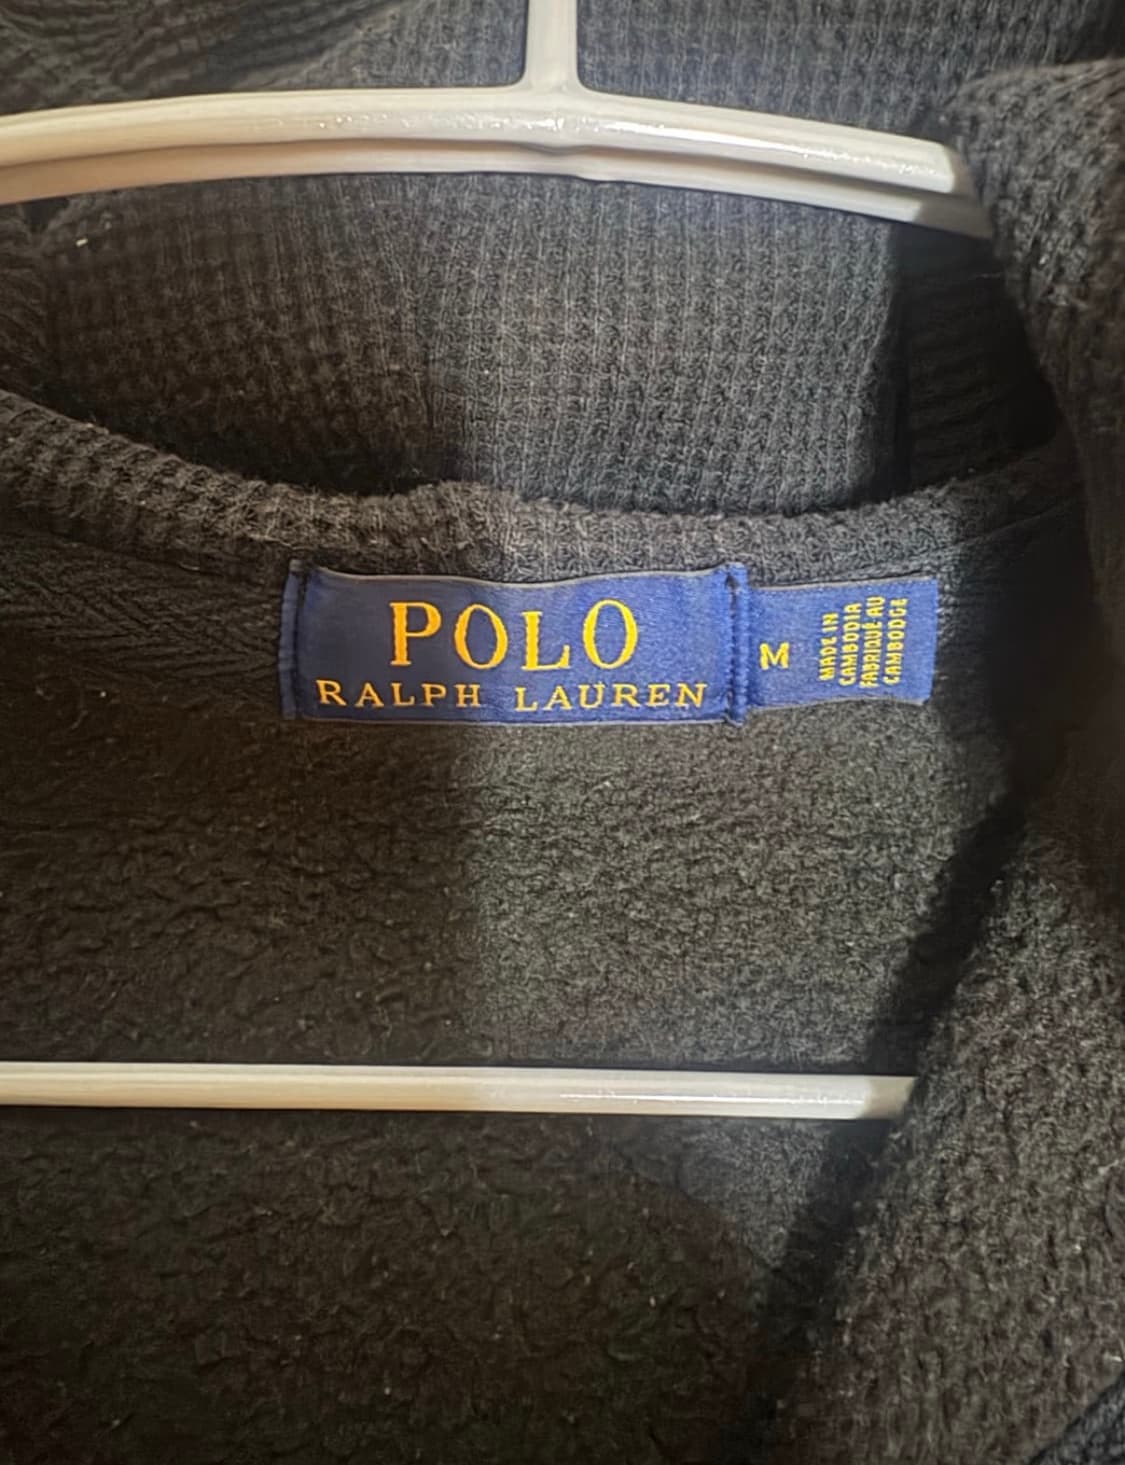 POLO
RALPH LAUREN
M
MADE IN
CAMBODIA
FABRIQUÉ AU
CAMBODGE